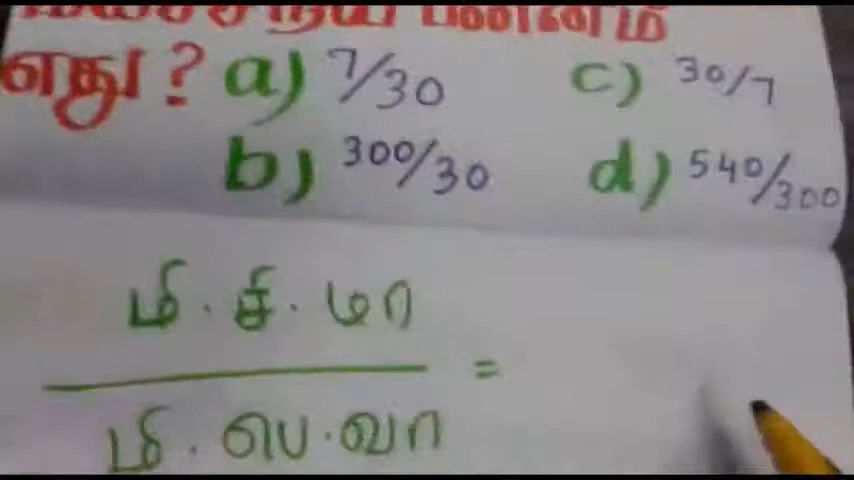 எது? a) 7/30 c) 30/7
b) 300/30 d) 540/300
மீ.சி.மா
மீ.பெ.வா =